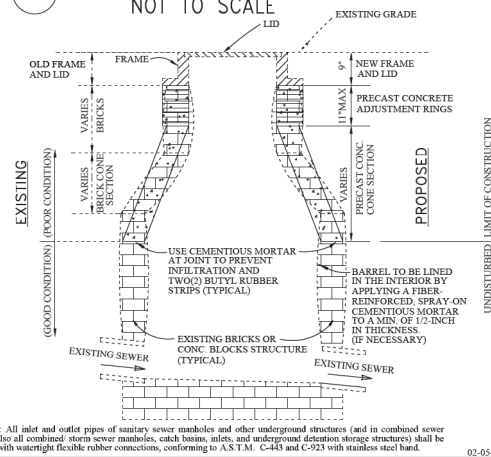 NOT TO SCALE
LID
EXISTING GRADE
OLD FRAME
AND LID
FRAME
9"
NEW FRAME
AND LID
VARIES
BRICKS
11"MAX
PRECAST CONCRETE
ADJUSTMENT RINGS
EXISTING
(POOR CONDITION)
VARIES
BRICK CONE
SECTION
VARIES
PRECAST CONC.
CONE SECTION
PROPOSED
LIMIT OF CONSTRUCTION
UNDISTURBED
(GOOD CONDITION)
USE CEMENTIOUS MORTAR
AT JOINT TO PREVENT
INFILTRATION AND
TWO(2) BUTYL RUBBER
STRIPS (TYPICAL)
BARREL TO BE LINED
IN THE INTERIOR BY
APPLYING A FIBER-
REINFORCED, SPRAY-ON
CEMENTIOUS MORTAR
TO A MIN. OF 1/2-INCH
IN THICKNESS.
(IF NECESSARY)
EXISTING BRICKS OR
CONC. BLOCKS STRUCTURE
(TYPICAL)
EXISTING SEWER
EXISTING SEWER
: All inlet and outlet pipes of sanitary sewer manholes and other underground structures (and in combined sewer
lso all combined/ storm sewer manholes, catch basins, inlets, and underground detention storage structures) shall be
with watertight flexible rubber connections, conforming to A.S.T.M. C-443 and C-923 with stainless steel band.
02-05